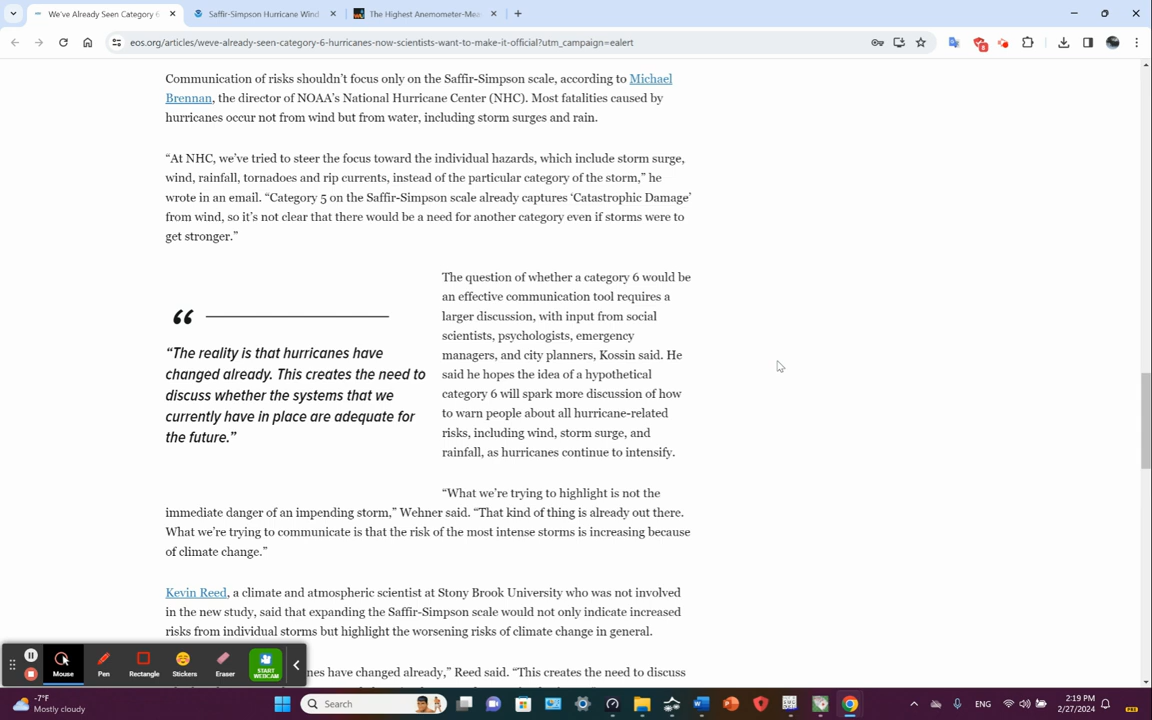 We've Already Seen Category 6
Saffir-Simpson Hurricane Wind
The Highest Anemometer-Mea
eos.org/articles/weve-already-seen-category-6-hurricanes-now-scientists-want-to-make-it-official?utm_campaign=ealert
8
Communication of risks shouldn't focus only on the Saffir-Simpson scale, according to Michael
Brennan, the director of NOAA's National Hurricane Center (NHC). Most fatalities caused by
hurricanes occur not from wind but from water, including storm surges and rain.
“At NHC, we've tried to steer the focus toward the individual hazards, which include storm surge,
wind, rainfall, tornadoes and rip currents, instead of the particular category of the storm,” he
wrote in an email. “Category 5 on the Saffir-Simpson scale already captures ‘Catastrophic Damage’
from wind, so it's not clear that there would be a need for another category even if storms were to
get stronger.”
“The reality is that hurricanes have
changed already. This creates the need to
discuss whether the systems that we
currently have in place are adequate for
the future.”
The question of whether a category 6 would be
an effective communication tool requires a
larger discussion, with input from social
scientists, psychologists, emergency
managers, and city planners, Kossin said. He
said he hopes the idea of a hypothetical
category 6 will spark more discussion of how
to warn people about all hurricane-related
risks, including wind, storm surge, and
rainfall, as hurricanes continue to intensify.
“What we're trying to highlight is not the
immediate danger of an impending storm,” Wehner said. “That kind of thing is already out there.
What we're trying to communicate is that the risk of the most intense storms is increasing because
of climate change.”
Kevin Reed, a climate and atmospheric scientist at Stony Brook University who was not involved
in the new study, said that expanding the Saffir-Simpson scale would not only indicate increased
risks from individual storms but highlight the worsening risks of climate change in general.
nes have changed already,” Reed said. “This creates the need to discuss
Mouse
Pen
Rectangle
Stickers
Eraser
START
WEBCAM
-7°F
Mostly cloudy
Search
ENG
2:19 PM
2/27/2024